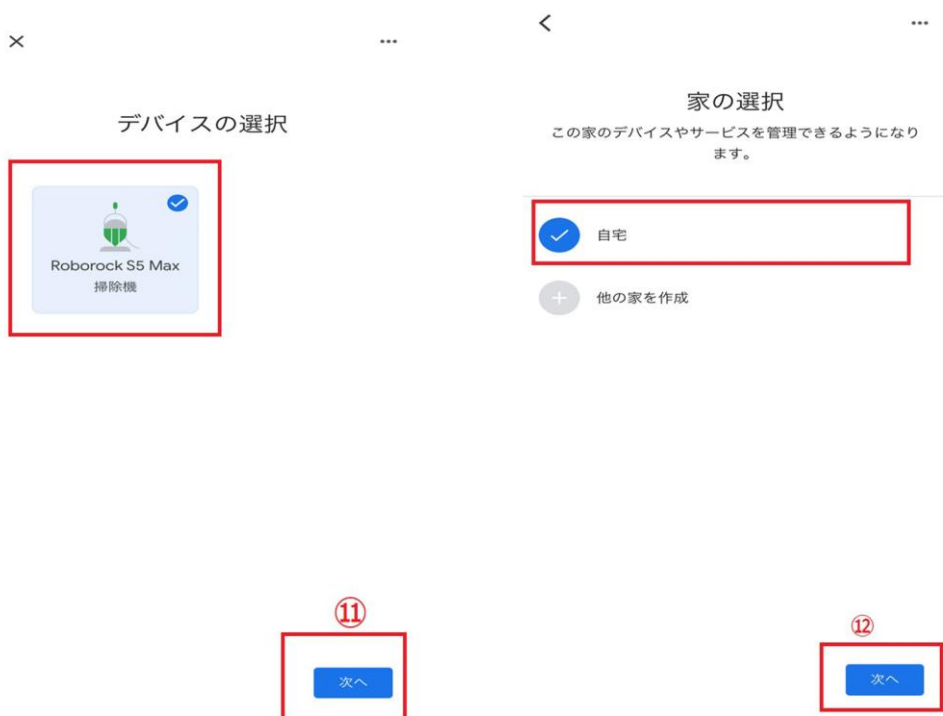 デバイスの選択
Roborock S5 Max
掃除機
⑪
次へ
家の選択
この家のデバイスやサービスを管理できるようになり
ます。
自宅
他の家を作成
⑫
次へ